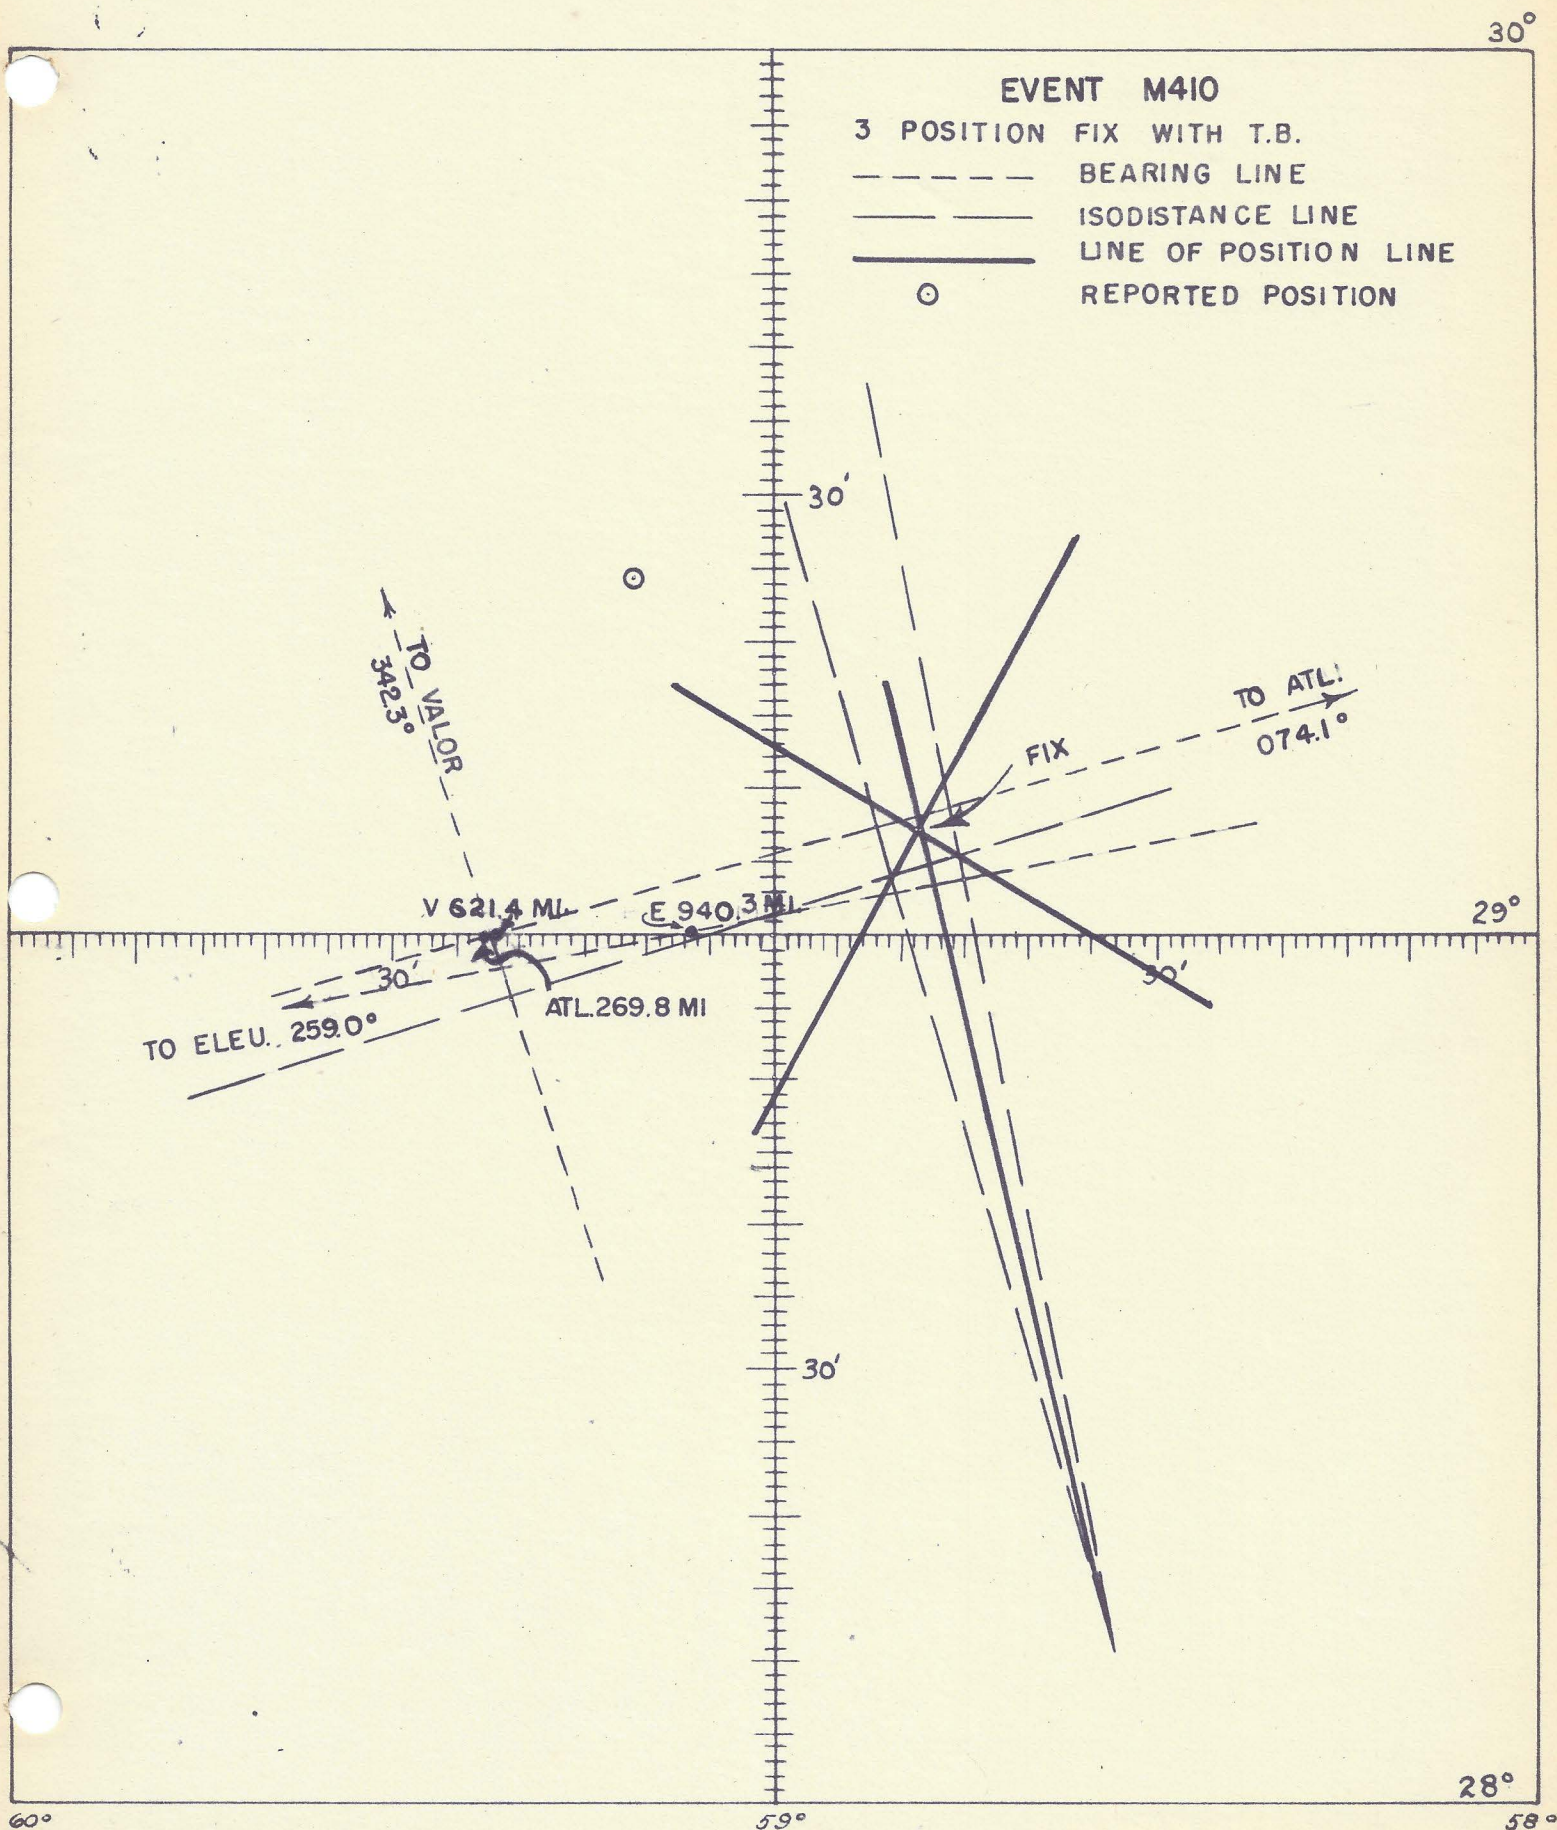 30°
EVENT M410
3 POSITION FIX WITH T.B.
BEARING LINE
ISODISTANCE LINE
LINE OF POSITION LINE
REPORTED POSITION
30'
TO VALOR
342.3°
TO ATL.
074.1°
FIX
V 621.4 MI.
E 940.3 MI.
29°
30'
30'
ATL. 269.8 MI
TO ELEU. 259.0°
30'
28°
60°
59°
58°